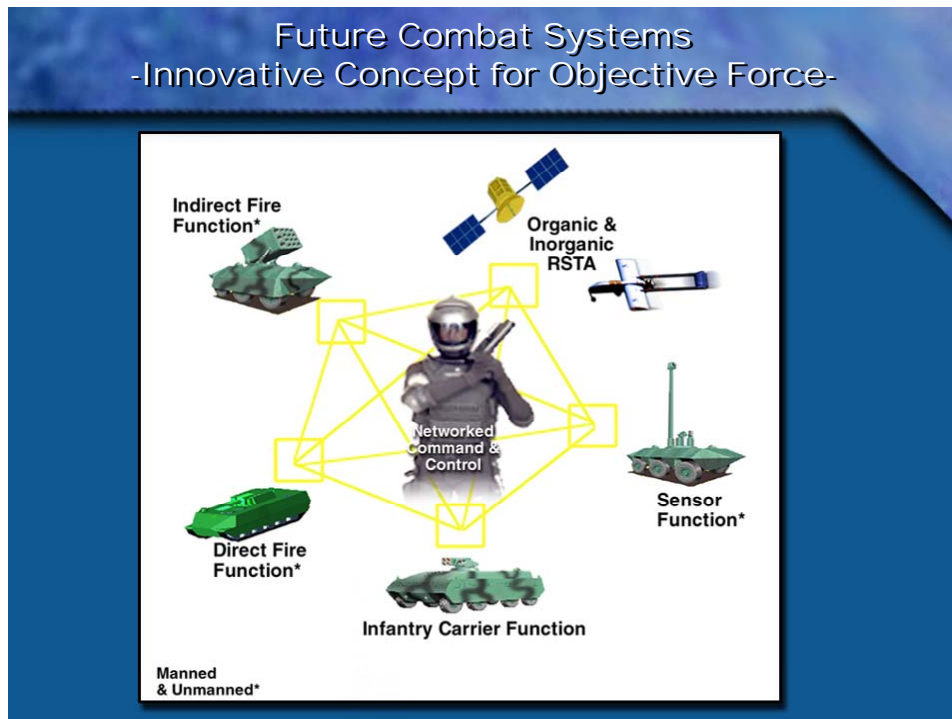 Future Combat Systems
-Innovative Concept for Objective Force-
Indirect Fire
Function*
Organic &
Inorganic
RSTA
Networked
Command &
Control
Sensor
Function*
Direct Fire
Function*
Infantry Carrier Function
Manned
& Unmanned*